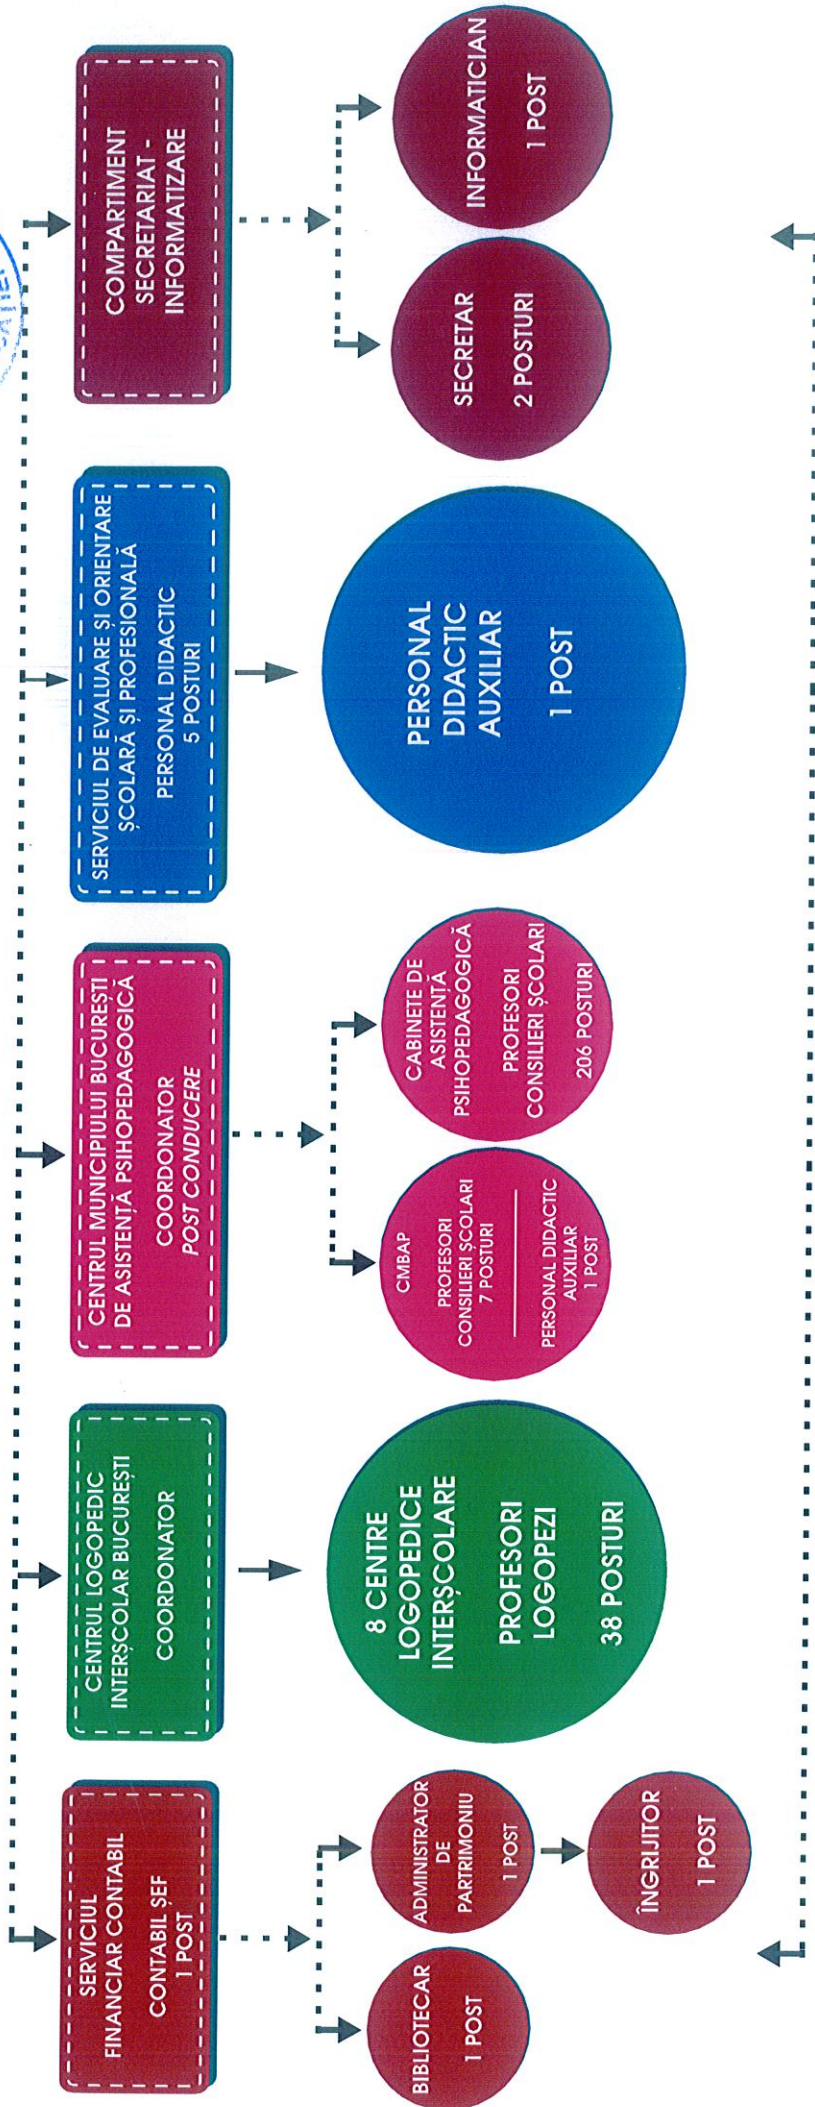 SERVICIUL
FINANCIAR CONTABIL
CONTABIL ȘEF
1 POST
BIBLIOTECAR
1 POST
ADMINISTRATOR
DE
PARTRIMONIU
1 POST
ÎNGRIJITOR
1 POST
CENTRUL LOGOPEDIC
INTERȘCOLAR BUCUREȘTI
COORDONATOR
8 CENTRE
LOGOPEDICE
INTERȘCOLARE
PROFESORI
LOGOPEZI
38 POSTURI
CENTRUL MUNICIPIULUI BUCUREȘTI
DE ASISTENȚĂ PSIHOPEDAGOGICĂ
COORDONATOR
POST CONDUCERE
CMBAP
PROFESORI
CONSILIERI ȘCOLARI
7 POSTURI
PERSONAL DIDACTIC
AUXILIAR
1 POST
CABINETE DE
ASISTENȚĂ
PSIHOPEDAGOGICĂ
PROFESORI
CONSILIERI ȘCOLARI
206 POSTURI
SERVICIUL DE EVALUARE ȘI ORIENTARE
ȘCOLARĂ ȘI PROFESIONALĂ
PERSONAL DIDACTIC
5 POSTURI
PERSONAL
DIDACTIC
AUXILIAR
1 POST
COMPARTIMENT
SECRETARIAT -
INFORMATIZARE
SECRETAR
2 POSTURI
INFORMATICIAN
1 POST